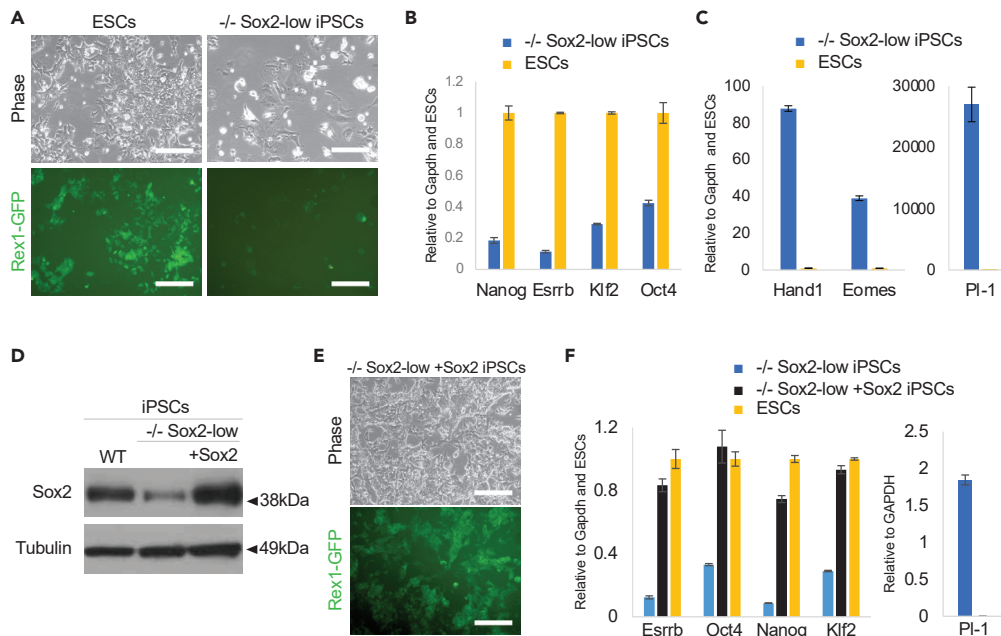 A
ESCs
-/- Sox2-low iPSCs
Phase
Rex1-GFP
B
-/- Sox2-low iPSCs
ESCs
Relative to Gapdh and ESCs
1.2
1
0.8
0.6
0.4
0.2
0
Nanog Esrrb Klf2 Oct4
C
-/- Sox2-low iPSCs
ESCs
Relative to Gapdh and ESCs
100
80
60
40
20
0
Hand1 Eomes
30000
20000
10000
0
Pl-1
D
iPSCs
-/- Sox2-low
WT +Sox2
Sox2
38kDa
Tubulin
49kDa
E
-/- Sox2-low +Sox2 iPSCs
Phase
Rex1-GFP
F
-/- Sox2-low iPSCs
-/- Sox2-low +Sox2 iPSCs
ESCs
Relative to Gapdh and ESCs
1.2
0.8
0.4
0
Esrrb Oct4 Nanog Klf2
Relative to GAPDH
2.5
2
1.5
1
0.5
0
Pl-1